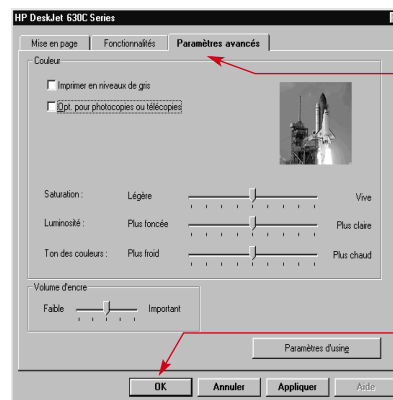 HP DeskJet 630C Series
Mise en page Fonctionnalités Paramètres avancés
Couleur
Imprimer en niveaux de gris
Opt. pour photocopies ou télécopies
Saturation : Légère Vive
Luminosité : Plus foncée Plus claire
Ton des couleurs : Plus froid Plus chaud
Volume d'encre
Faible Important
Paramètres d'usine
OK Annuler Appliquer Aide